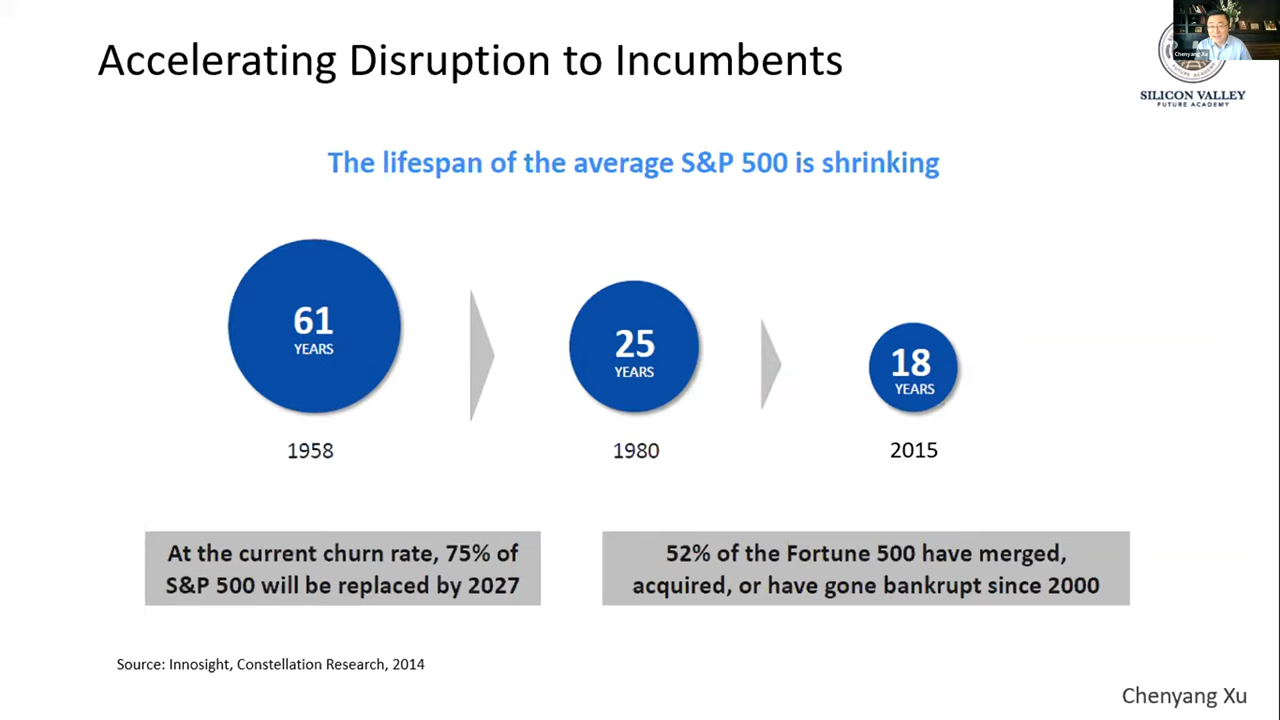 Accelerating Disruption to Incumbents
Chenyang Xu
SILICON VALLEY
FUTURE ACADEMY
The lifespan of the average S&P 500 is shrinking
61
YEARS
25
YEARS
18
YEARS
1958
1980
2015
At the current churn rate, 75% of
S&P 500 will be replaced by 2027
52% of the Fortune 500 have merged,
acquired, or have gone bankrupt since 2000
Source: Innosight, Constellation Research, 2014
Chenyang Xu